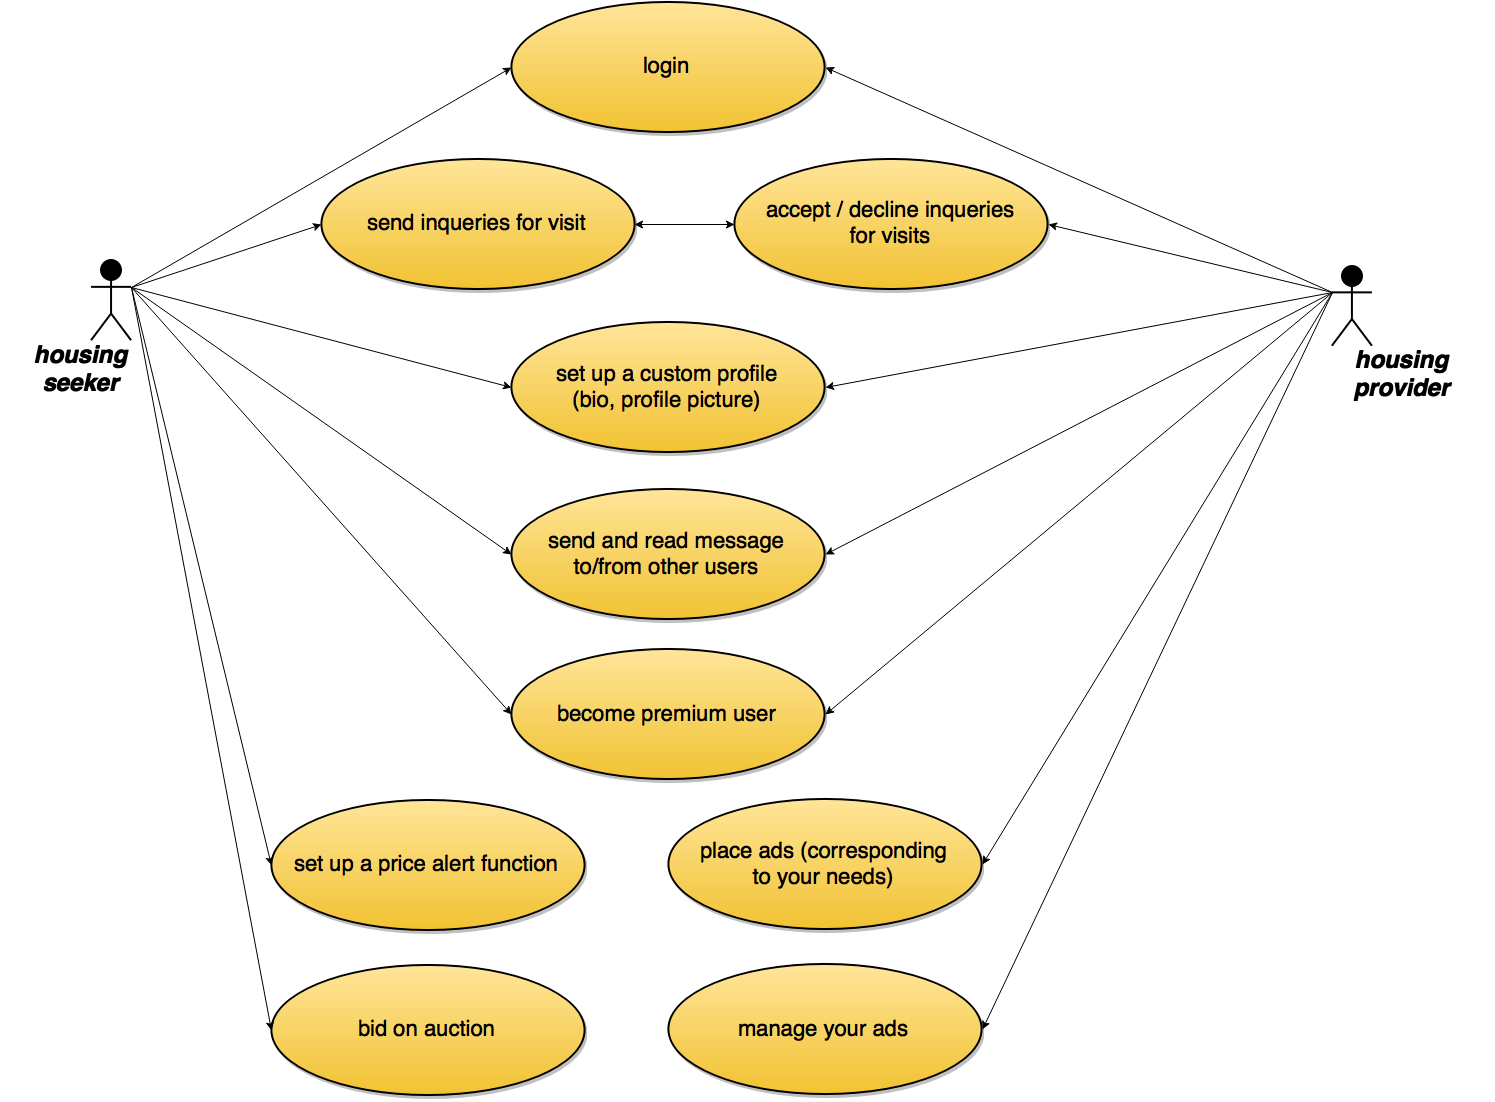 login
send inqueries for visit
accept / decline inqueries
for visits
housing
seeker
housing
provider
set up a custom profile
(bio, profile picture)
send and read message
to/from other users
become premium user
set up a price alert function
place ads (corresponding
to your needs)
bid on auction
manage your ads